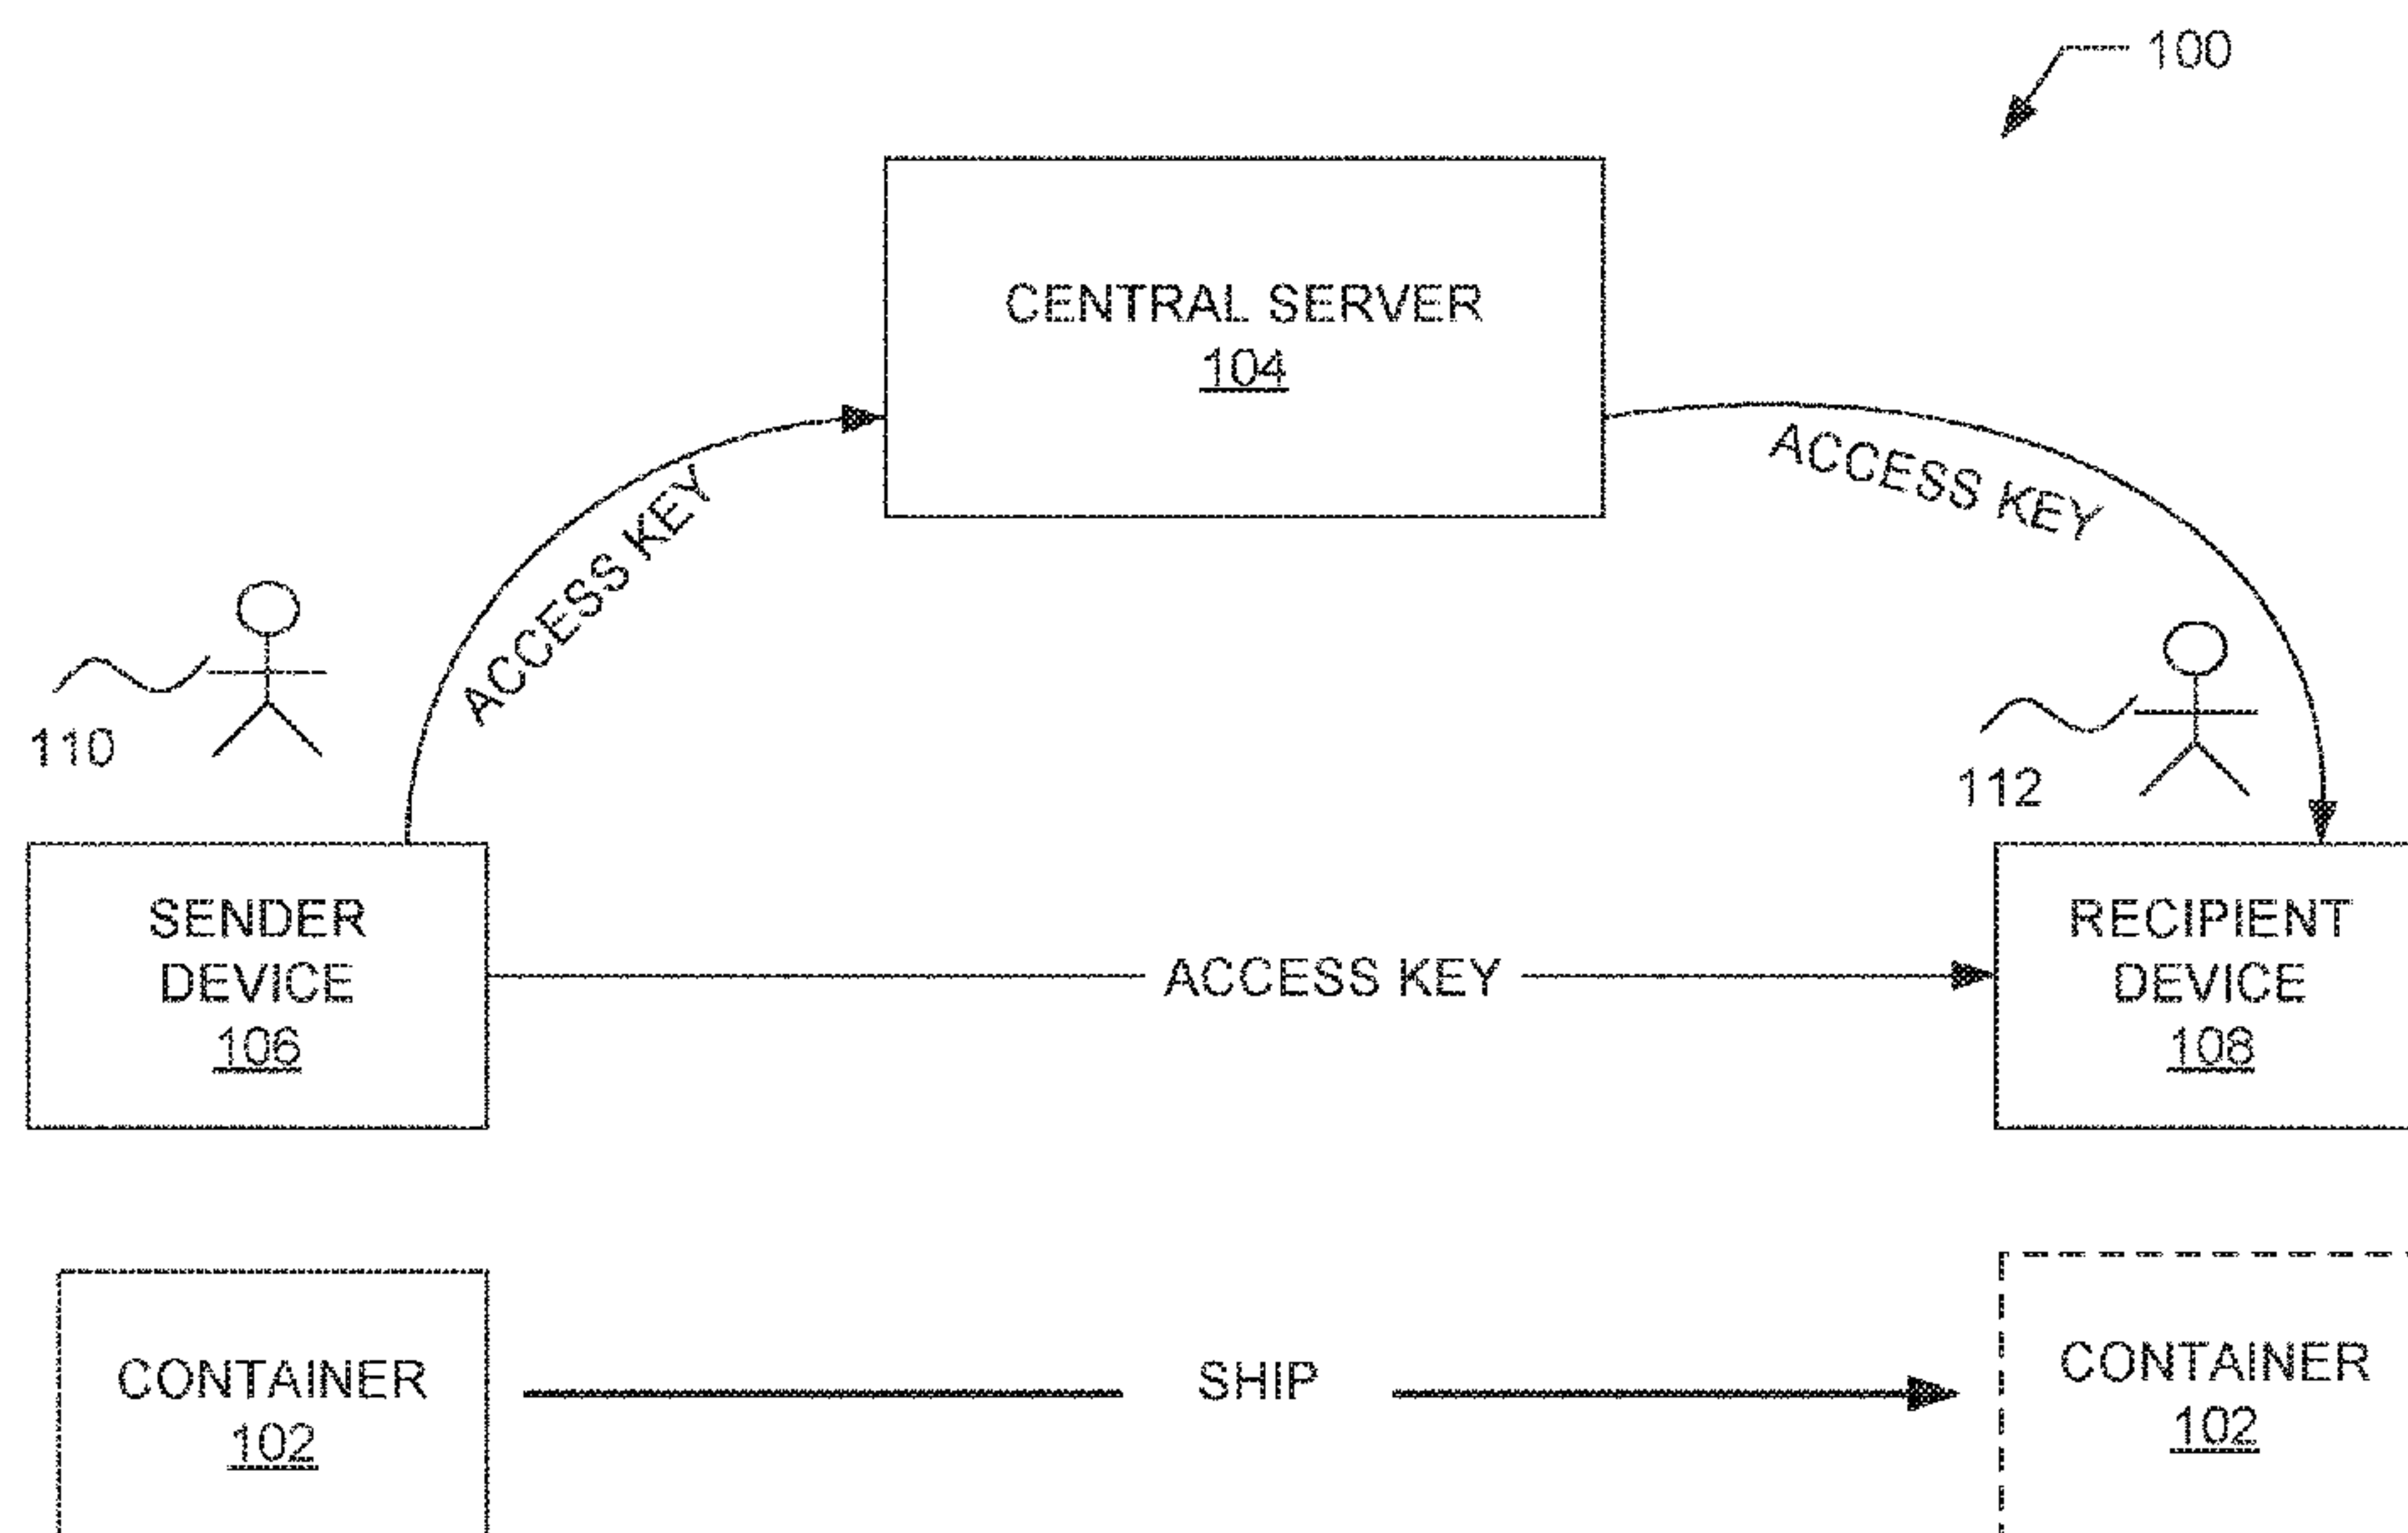 100
CENTRAL SERVER
104
ACCESS KEY
ACCESS KEY
110
112
SENDER
DEVICE
106
ACCESS KEY
RECIPIENT
DEVICE
108
CONTAINER
102
SHIP
CONTAINER
102